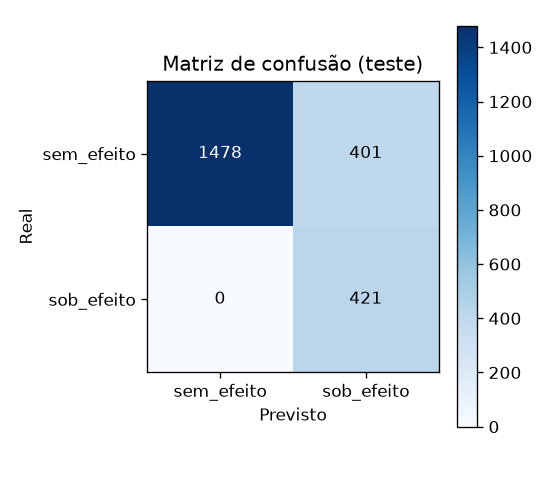 Matriz de confusão (teste)
1400
1200
1000
800
600
400
200
0
Real
sem_efeito
1478
401
sob_efeito
0
421
sem_efeito
sob_efeito
Previsto